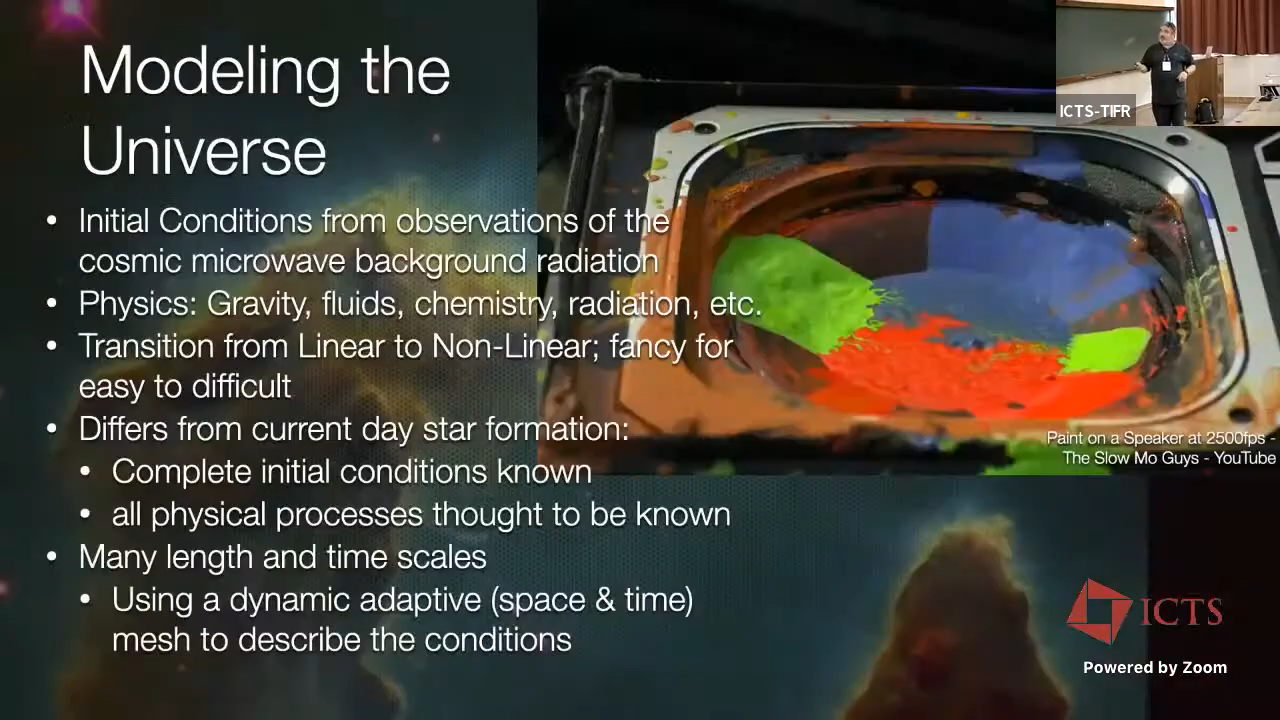 Modeling the
Universe
• Initial Conditions from observations of the
cosmic microwave background radiation
• Physics: Gravity, fluids, chemistry, radiation, etc.
• Transition from Linear to Non-Linear; fancy for
easy to difficult
• Differs from current day star formation:
• Complete initial conditions known
• all physical processes thought to be known
• Many length and time scales
• Using a dynamic adaptive (space & time)
mesh to describe the conditions
ICTS-TIFR
Paint on a Speaker at 2500fps -
The Slow Mo Guys - YouTube
ICTS
Powered by Zoom